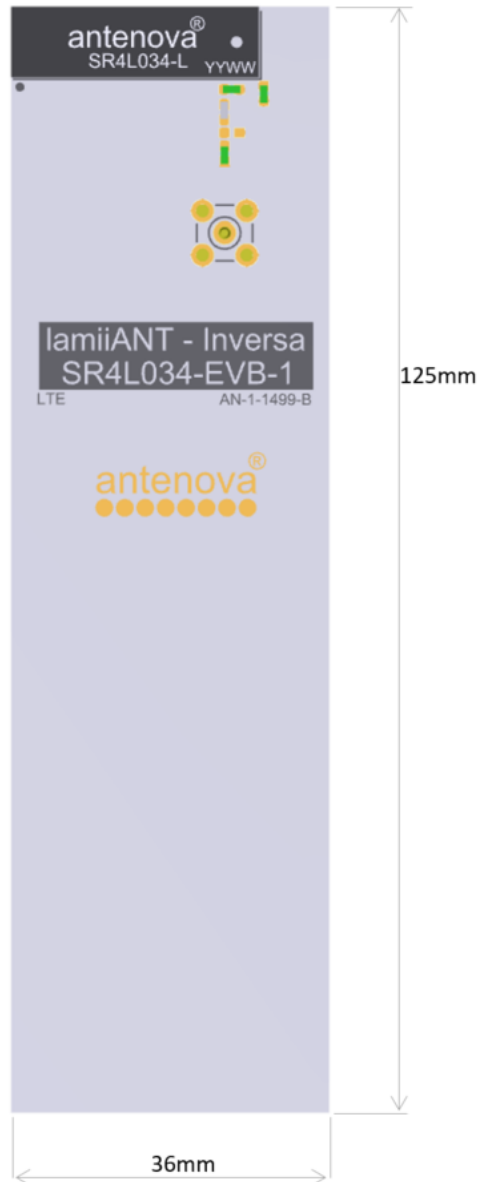 antenova®
SR4L034-L
YYWW
lamiiANT - Inversa
SR4L034-EVB-1
LTE AN-1-1499-B
antenova®
125mm
36mm